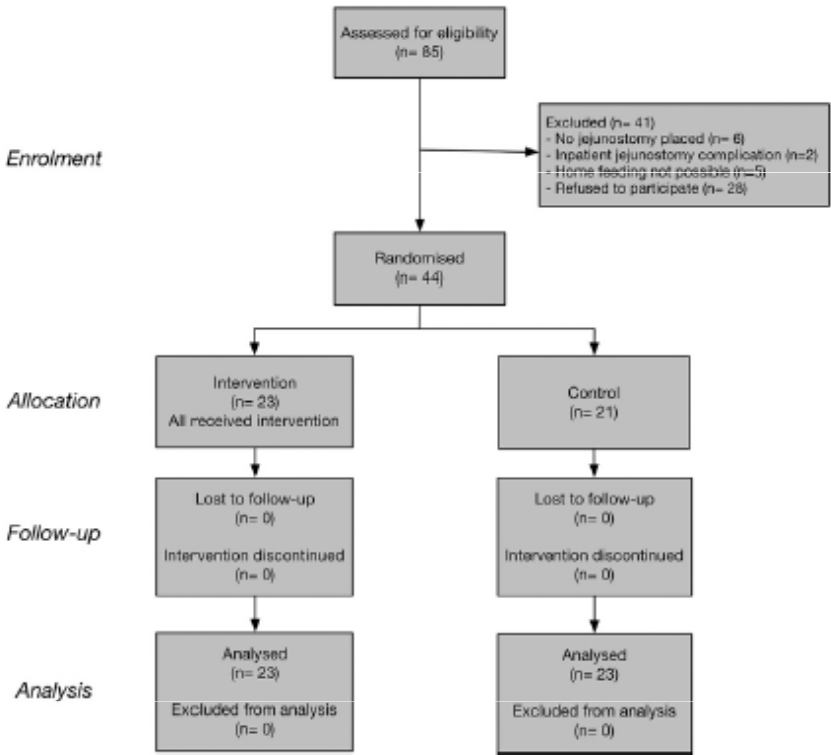 Assessed for eligibility
(n= 85)
Enrolment
Excluded (n= 41)
- No jejunostomy placed (n= 6)
- Inpatient jejunostomy complication (n=2)
- Home feeding not possible (n=5)
- Refused to participate (n= 28)
Randomised
(n= 44)
Allocation
Intervention
(n= 23)
All received intervention
Control
(n= 21)
Follow-up
Lost to follow-up
(n= 0)
Intervention discontinued
(n= 0)
Lost to follow-up
(n= 0)
Intervention discontinued
(n= 0)
Analysis
Analysed
(n= 23)
Excluded from analysis
(n= 0)
Analysed
(n= 23)
Excluded from analysis
(n= 0)